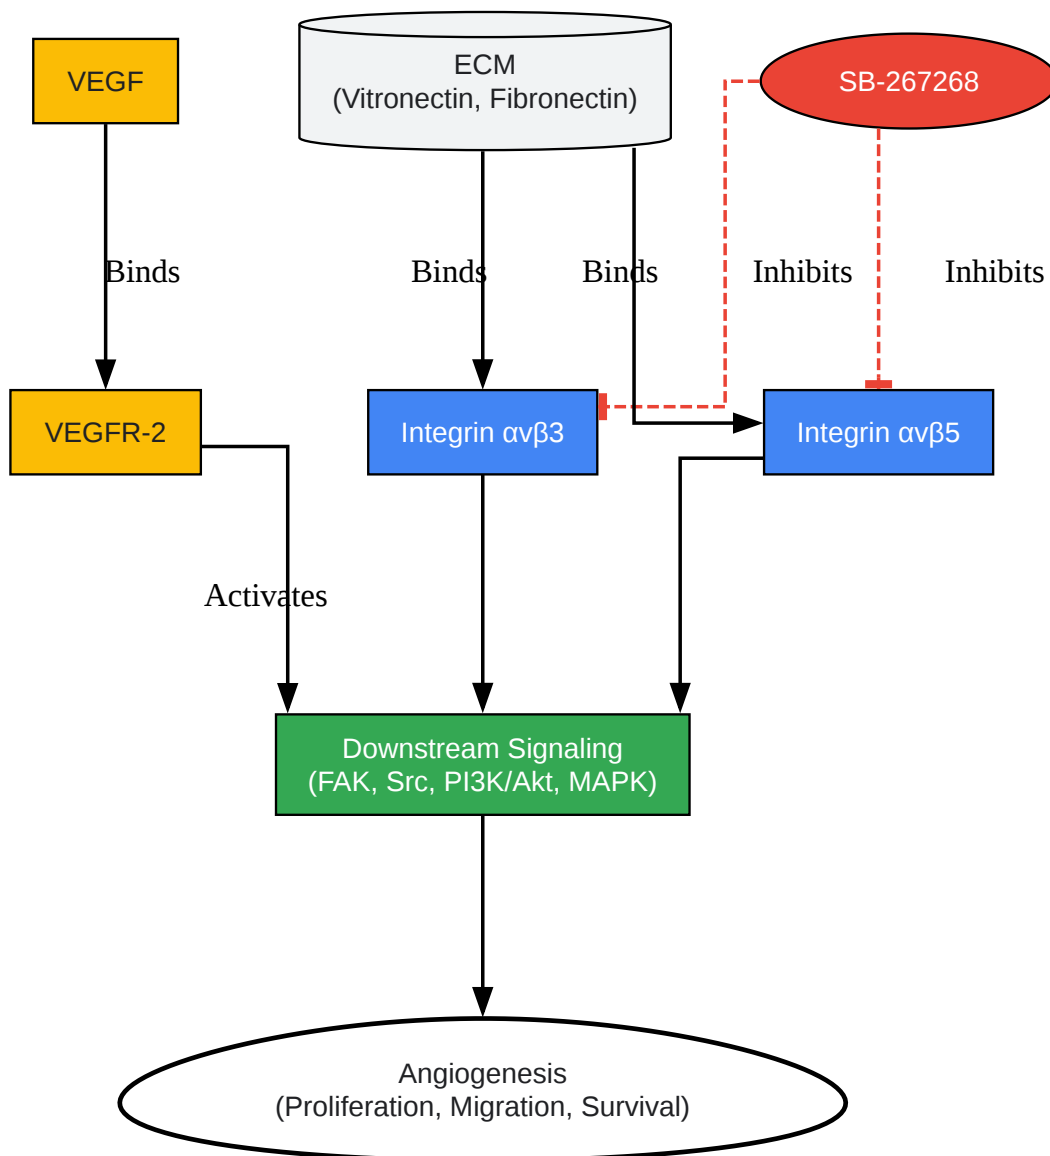 VEGF
ECM
(Vitronectin, Fibronectin)
SB-267268
Binds
Binds
Binds
Inhibits
Inhibits
VEGFR-2
Integrin αvβ3
Integrin αvβ5
Activates
Downstream Signaling
(FAK, Src, PI3K/Akt, MAPK)
Angiogenesis
(Proliferation, Migration, Survival)